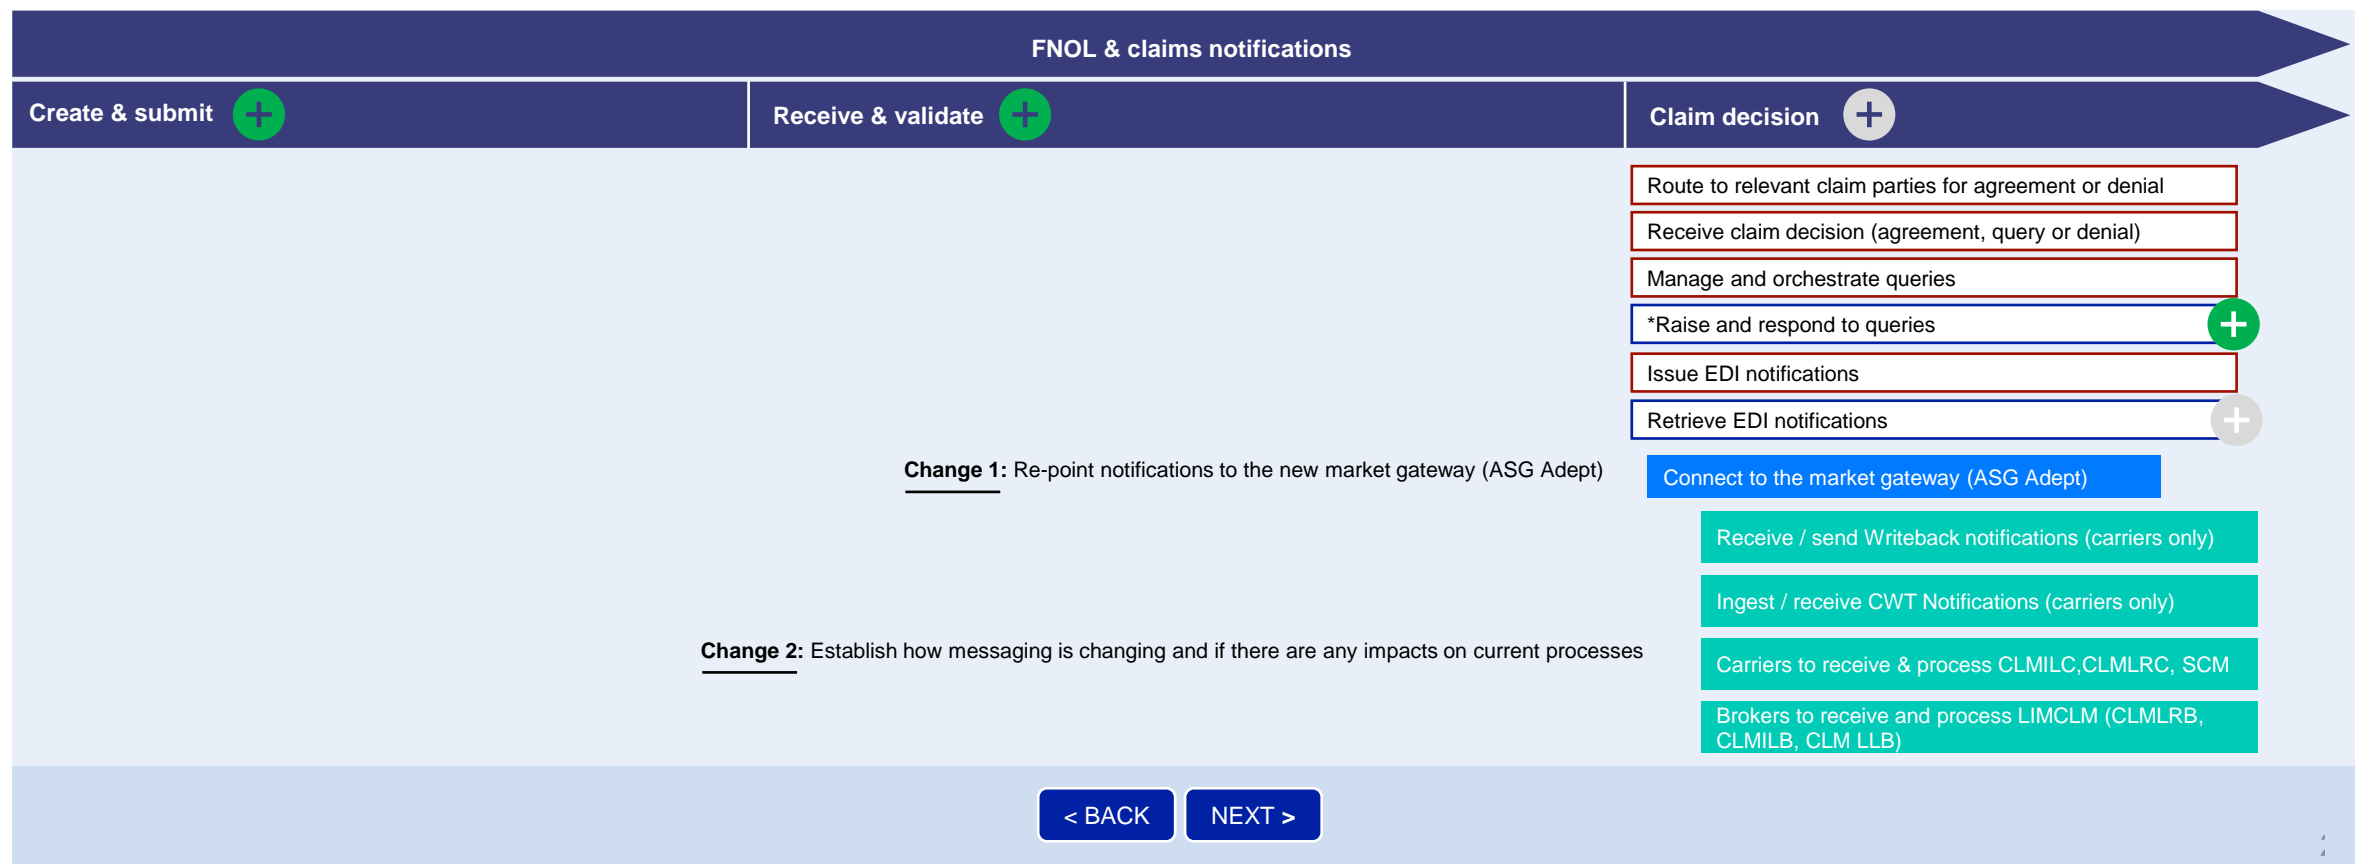 FNOL & claims notifications
Create & submit
Receive & validate
Claim decision
Route to relevant claim parties for agreement or denial
Receive claim decision (agreement, query or denial)
Manage and orchestrate queries
*Raise and respond to queries
Issue EDI notifications
Retrieve EDI notifications
Change 1: Re-point notifications to the new market gateway (ASG Adept)
Connect to the market gateway (ASG Adept)
Receive / send Writeback notifications (carriers only)
Ingest / receive CWT Notifications (carriers only)
Change 2: Establish how messaging is changing and if there are any impacts on current processes
Carriers to receive & process CLMILC,CLMLRC, SCM
Brokers to receive and process LIMCLM (CLMLRB,
CLMILB, CLM LLB)
< BACK
NEXT >